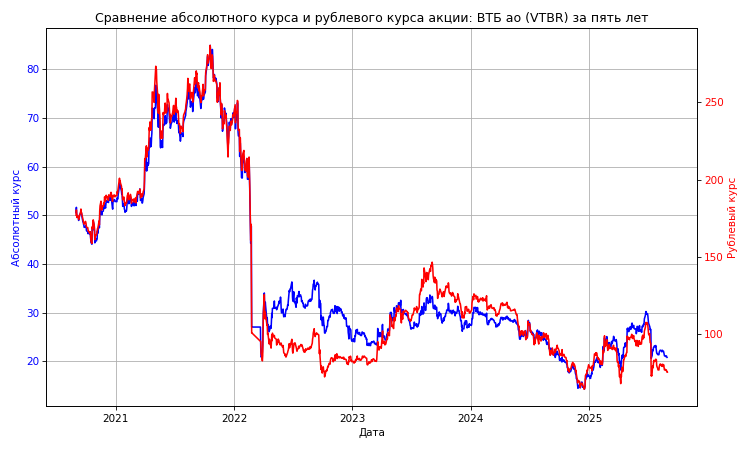 Сравнение абсолютного курса и рублевого курса акции: ВТБ ао (VTBR) за пять лет
80
70
60
50
40
30
20
Абсолютный курс
250
200
150
100
Рублевый курс
2021 2022 2023 2024 2025
Дата